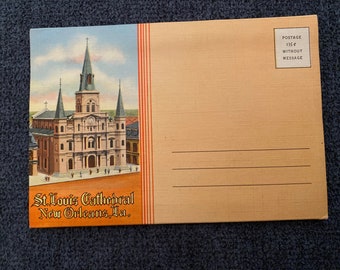 POSTAGE
1½¢
WITHOUT
MESSAGE
St. Louis Cathedral
New Orleans, La.